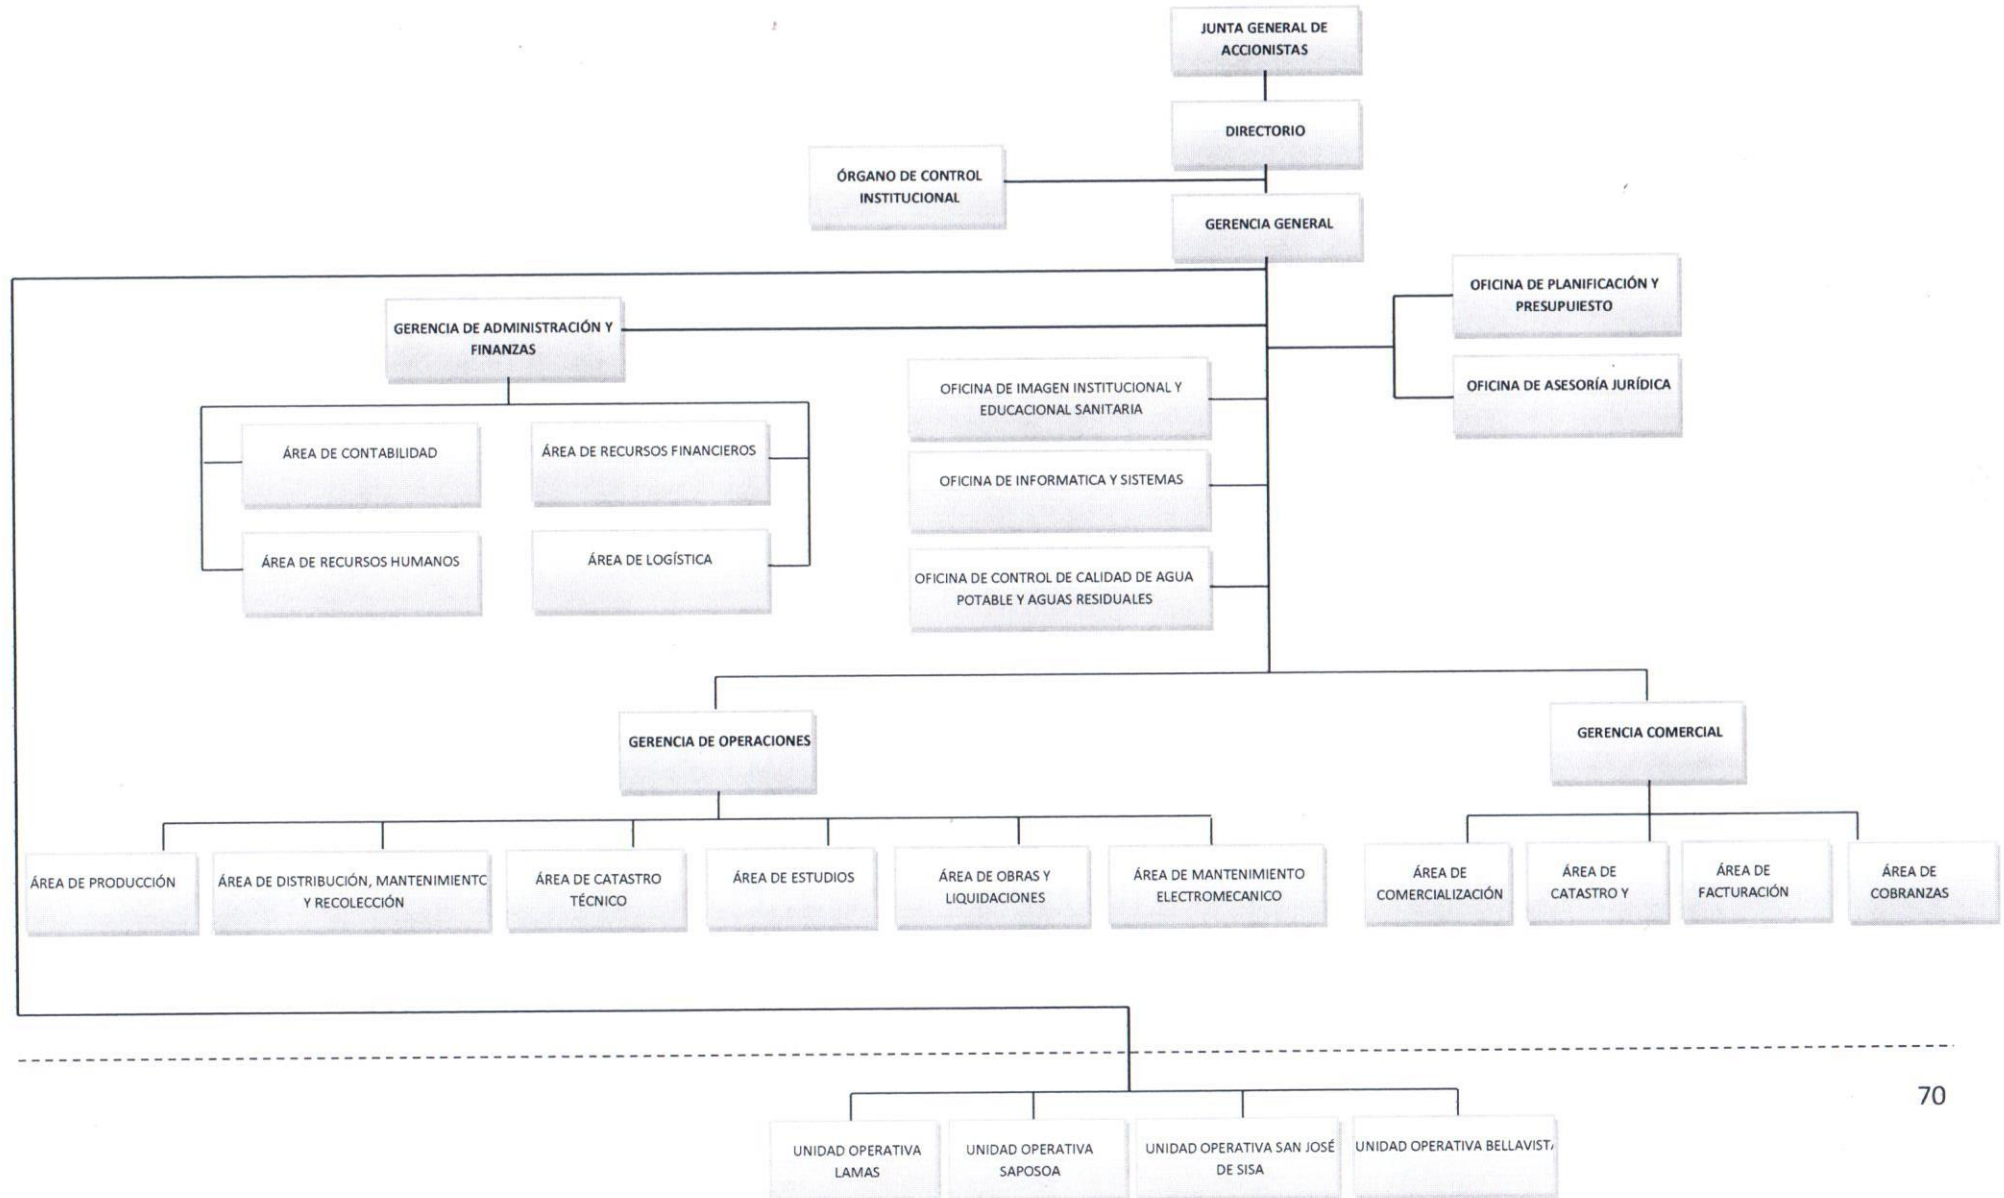 JUNTA GENERAL DE
ACCIONISTAS
DIRECTORIO
ÓRGANO DE CONTROL
INSTITUCIONAL
GERENCIA GENERAL
OFICINA DE PLANIFICACIÓN Y
PRESUPUESTO
GERENCIA DE ADMINISTRACIÓN Y
FINANZAS
OFICINA DE IMAGEN INSTITUCIONAL Y
EDUCACIONAL SANITARIA
OFICINA DE ASESORÍA JURÍDICA
ÁREA DE CONTABILIDAD
ÁREA DE RECURSOS FINANCIEROS
OFICINA DE INFORMATICA Y SISTEMAS
ÁREA DE RECURSOS HUMANOS
ÁREA DE LOGÍSTICA
OFICINA DE CONTROL DE CALIDAD DE AGUA
POTABLE Y AGUAS RESIDUALES
GERENCIA DE OPERACIONES
GERENCIA COMERCIAL
ÁREA DE PRODUCCIÓN
ÁREA DE DISTRIBUCIÓN, MANTENIMIENTO
Y RECOLECCIÓN
ÁREA DE CATASTRO
TÉCNICO
ÁREA DE ESTUDIOS
ÁREA DE OBRAS Y
LIQUIDACIONES
ÁREA DE MANTENIMIENTO
ELECTROMECANICO
ÁREA DE
COMERCIALIZACIÓN
ÁREA DE
CATASTRO Y
ÁREA DE
FACTURACIÓN
ÁREA DE
COBRANZAS
70
UNIDAD OPERATIVA
LAMAS
UNIDAD OPERATIVA
SAPOSOA
UNIDAD OPERATIVA SAN JOSÉ
DE SISA
UNIDAD OPERATIVA BELLAVISTA